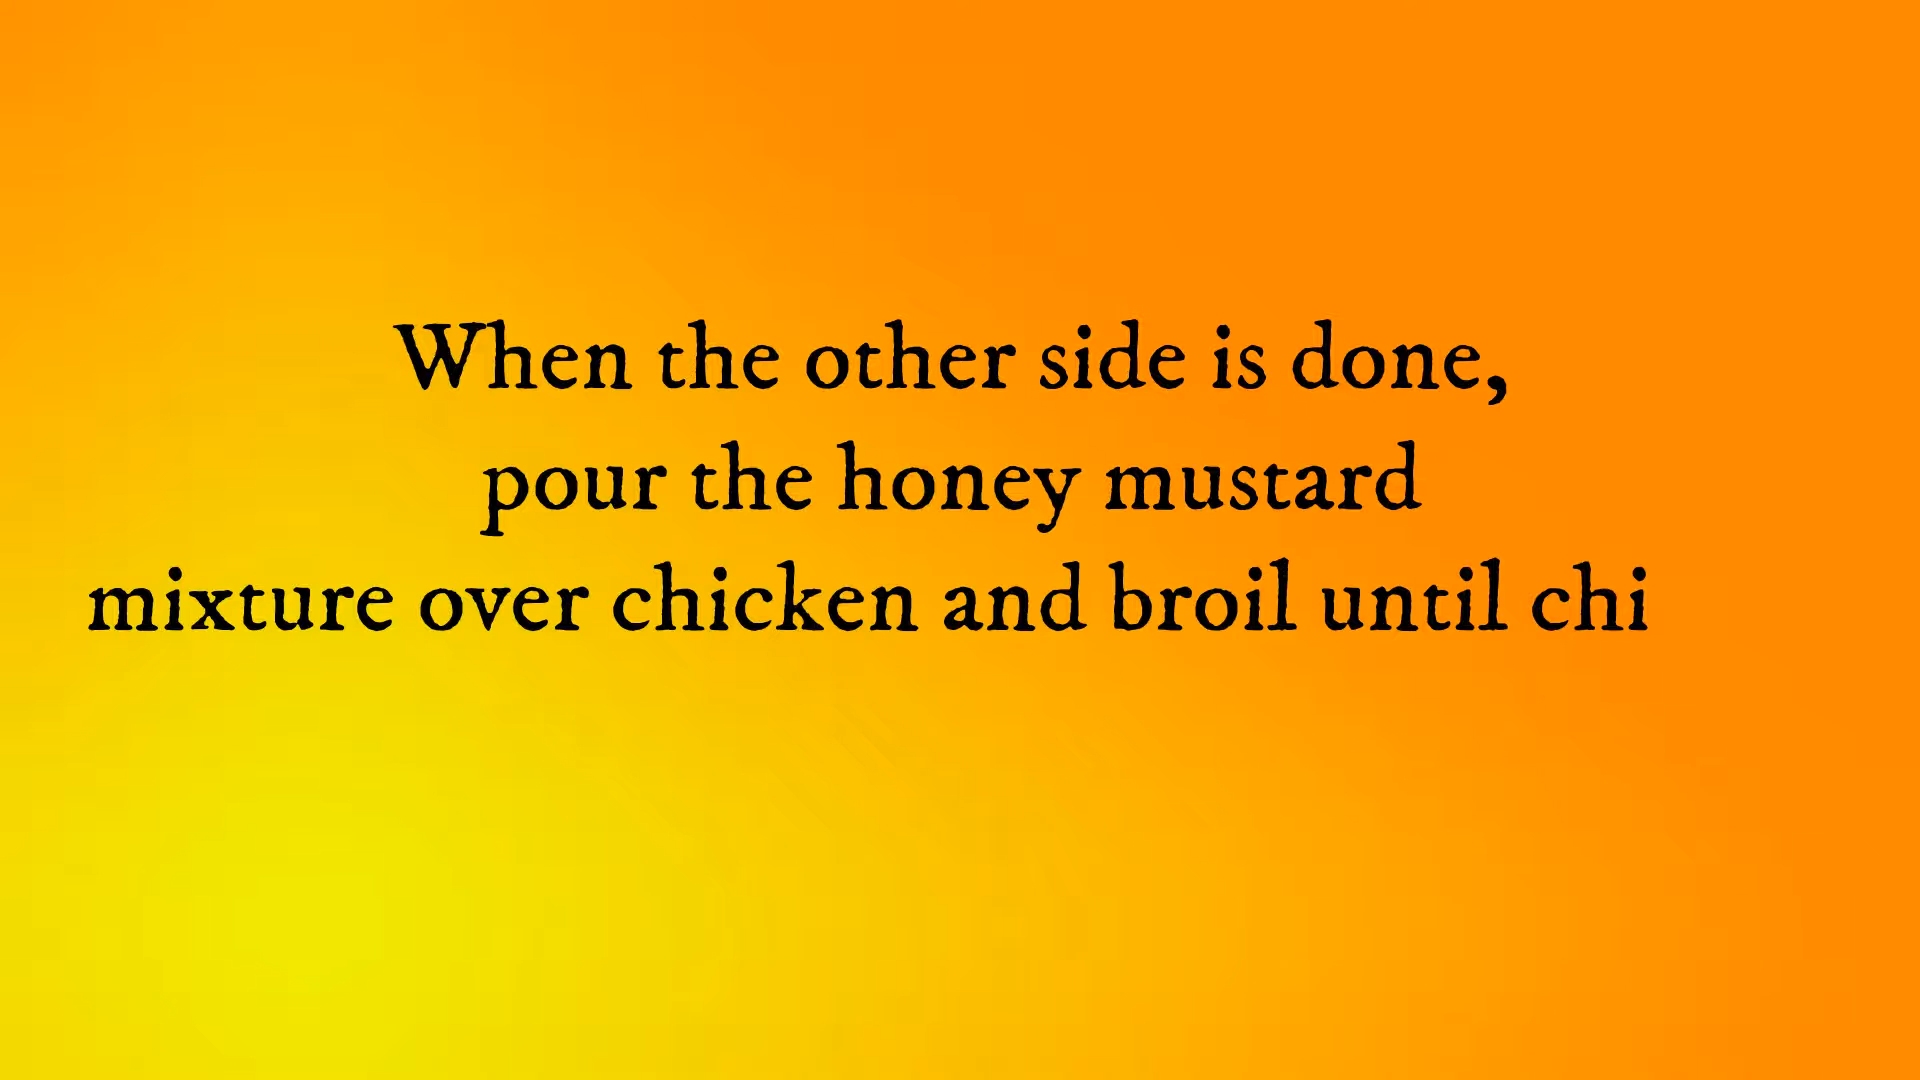 When the other side is done,
pour the honey mustard
mixture over chicken and broil until chi